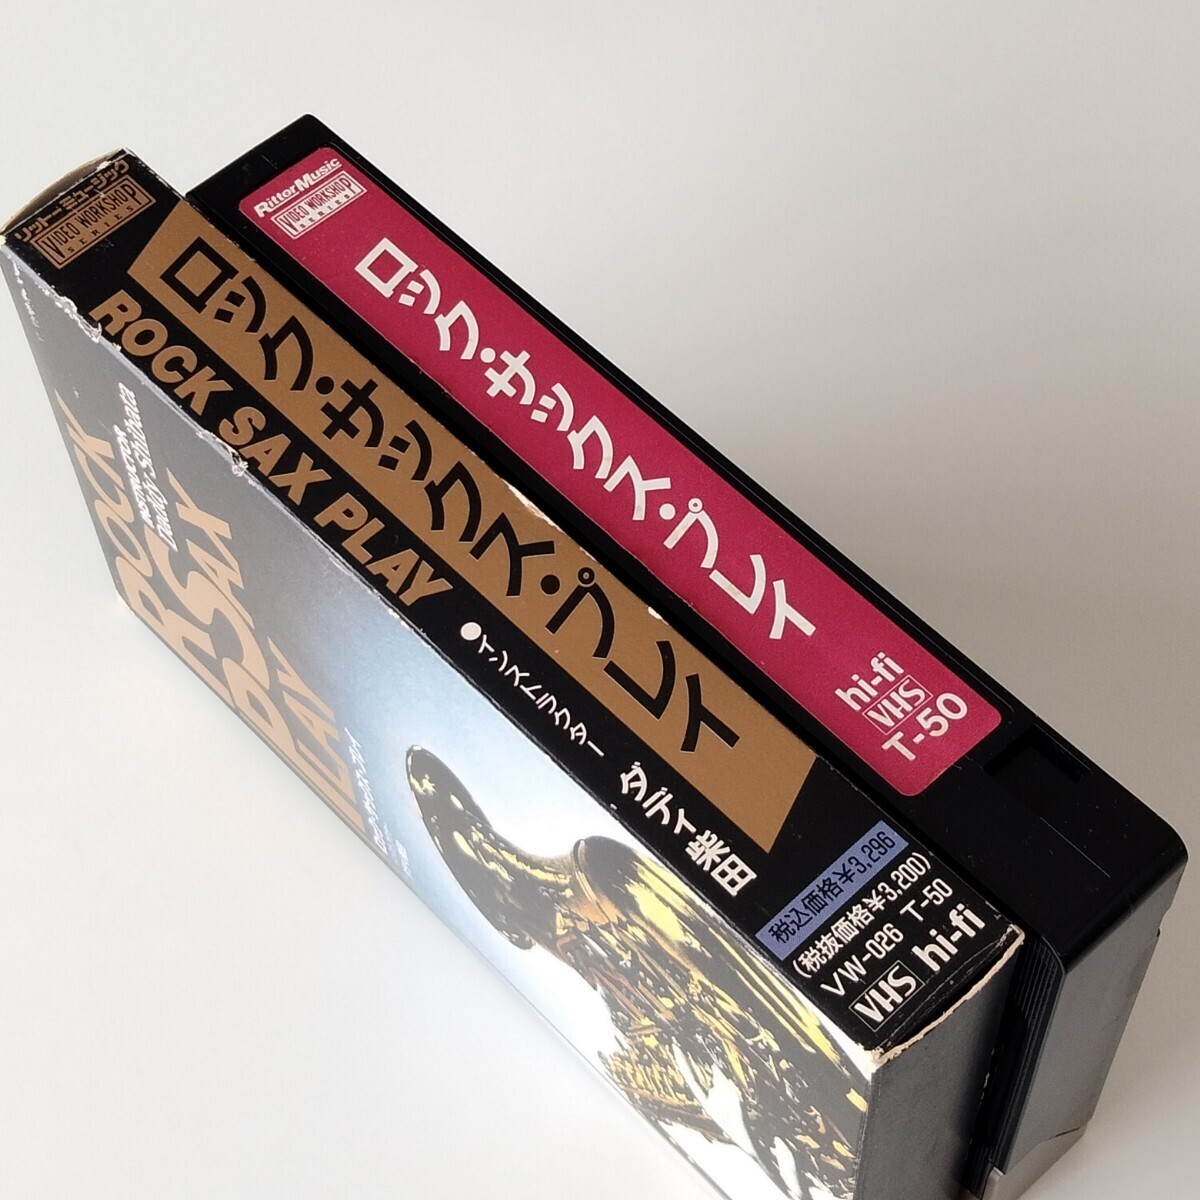 リットーミュージック
VIDEO WORKSHOP
SERIES
ロック・サックス・プレイ
ROCK SAX PLAY
●インストラクター ダディ柴田
税込価格¥3,296
(税抜価格¥3,200)
VW-026 T-50
VHS hi-fi
RittorMusic
VIDEO WORKSHOP
SERIES
ロック・サックス・プレイ
hi-fi
VHS
T-50
ROCK
SAX
PLAY
INSTRUCTOR
Daddy Shibata